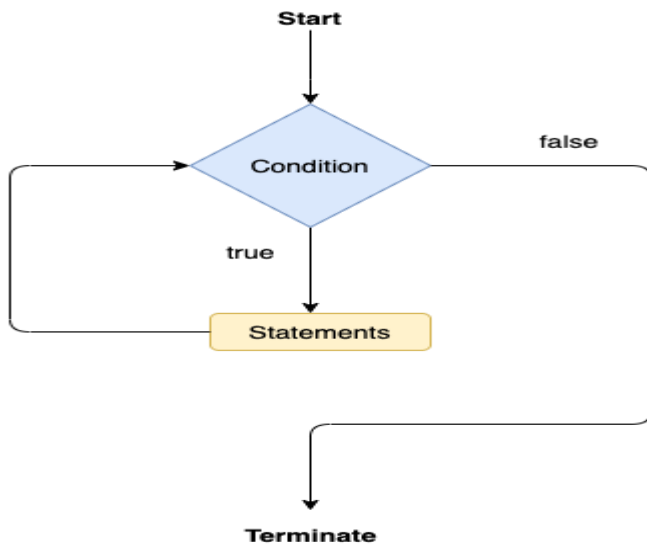 Start
Condition
false
true
Statements
Terminate